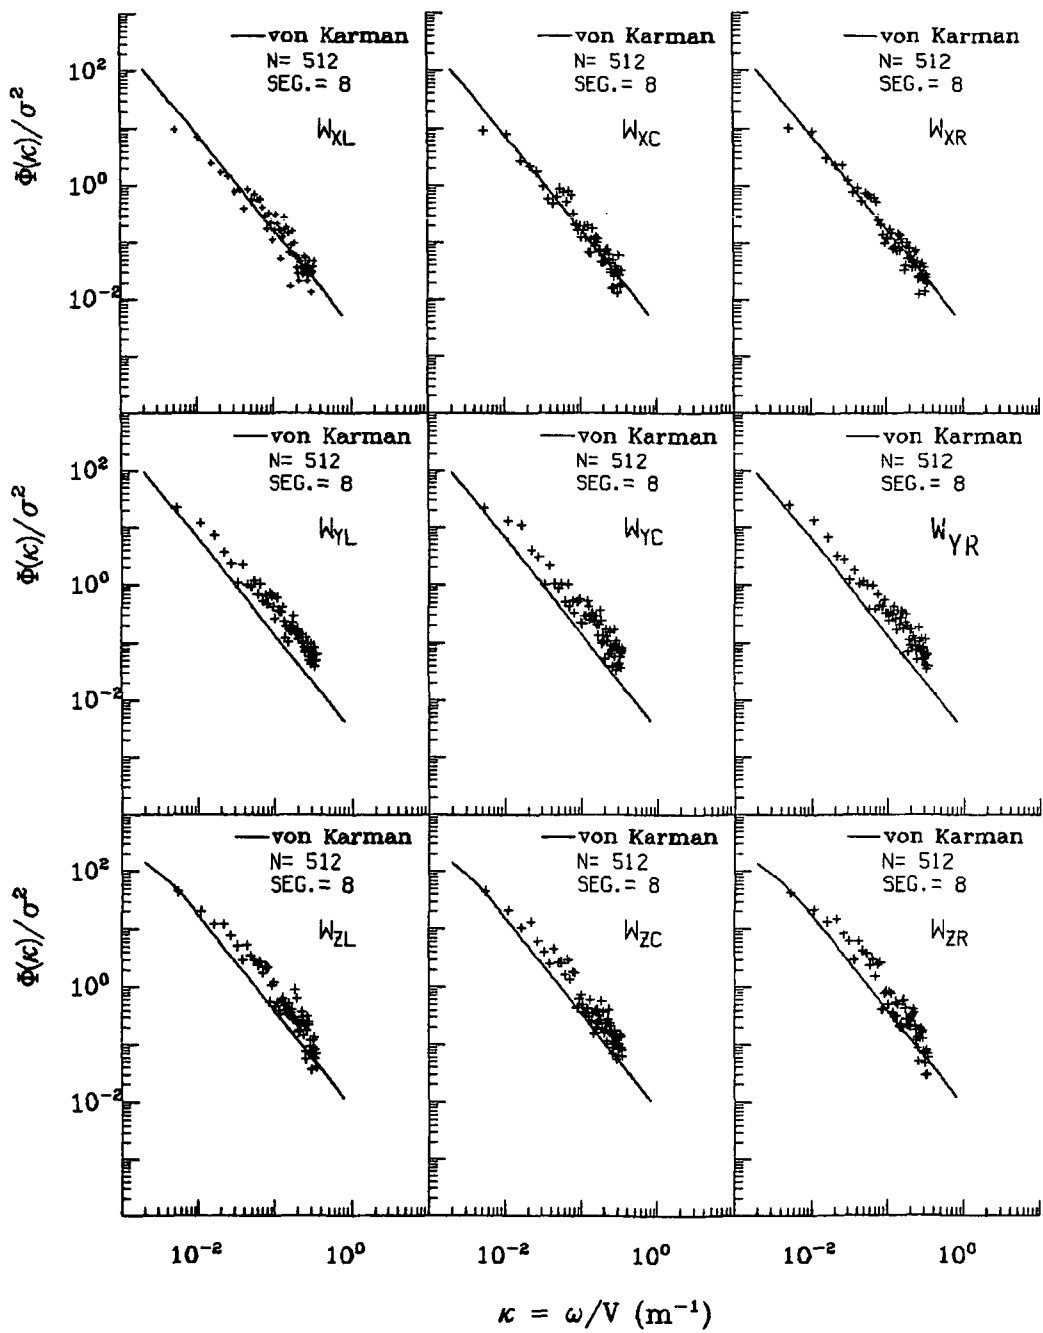 von Karman
N= 512
SEG.= 8
W_XL
von Karman
N= 512
SEG.= 8
W_XC
von Karman
N= 512
SEG.= 8
W_XR
Φ(κ)/σ²
10²
10⁰
10⁻²
von Karman
N= 512
SEG.= 8
W_YL
von Karman
N= 512
SEG.= 8
W_YC
von Karman
N= 512
SEG.= 8
W_YR
Φ(κ)/σ²
10²
10⁰
10⁻²
von Karman
N= 512
SEG.= 8
W_ZL
von Karman
N= 512
SEG.= 8
W_ZC
von Karman
N= 512
SEG.= 8
W_ZR
Φ(κ)/σ²
10²
10⁰
10⁻²
10⁻² 10⁰ 10⁻² 10⁰ 10⁻² 10⁰
κ = ω/V (m⁻¹)